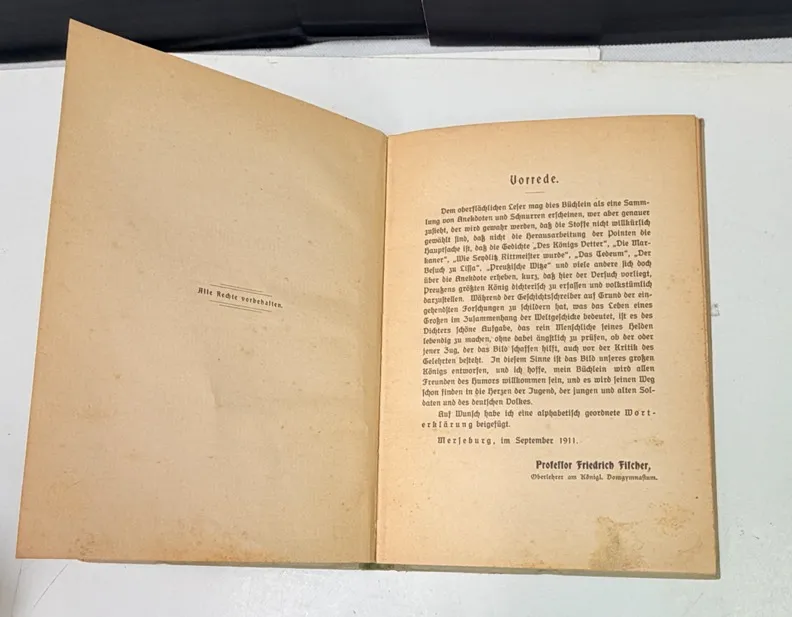 Alle Rechte vorbehalten.
Vorrede.
Dem oberflächlichen Leser mag dies Büchlein als eine Samm-
lung von Anekdoten und Schnurren erscheinen, wer aber genauer
zusieht, der wird gewahr werden, daß die Stoffe nicht willkürlich
gewählt sind, daß nicht die Herausarbeitung der Pointen die
Hauptsache ist, daß die Gedichte „Des Königs Vetter“, „Die Mar-
kaner“, „Wie Seydlitz Rittmeister wurde“, „Das Tedeum“, „Der
Besuch zu Lissa“, „Preußische Witze“ und viele andere sich doch
über die Anekdote erheben, kurz, daß hier der Versuch vorliegt,
Preußens größten König dichterisch zu erfassen und volkstümlich
darzustellen. Während der Geschichtsschreiber auf Grund der ein-
gehendsten Forschungen zu schildern hat, was das Leben eines
Großen im Zusammenhang der Weltgeschicke bedeutet, ist es des
Dichters schöne Aufgabe, das rein Menschliche seines Helden
lebendig zu machen, ohne dabei ängstlich zu prüfen, ob der oder
jener Zug, der das Bild schaffen hilft, auch vor der Kritik des
Gelehrten besteht. In diesem Sinne ist das Bild unseres großen
Königs entworfen, und ich hoffe, mein Büchlein wird allen
Freunden des Humors willkommen sein, und es wird seinen Weg
schon finden in die Herzen der Jugend, der jungen und alten Sol-
daten und des deutschen Volkes.
Auf Wunsch habe ich eine alphabetisch geordnete Wort-
erklärung beigefügt.
Merseburg, im September 1911.
Professor Friedrich Fischer,
Oberlehrer am Königl. Domgymnasium.